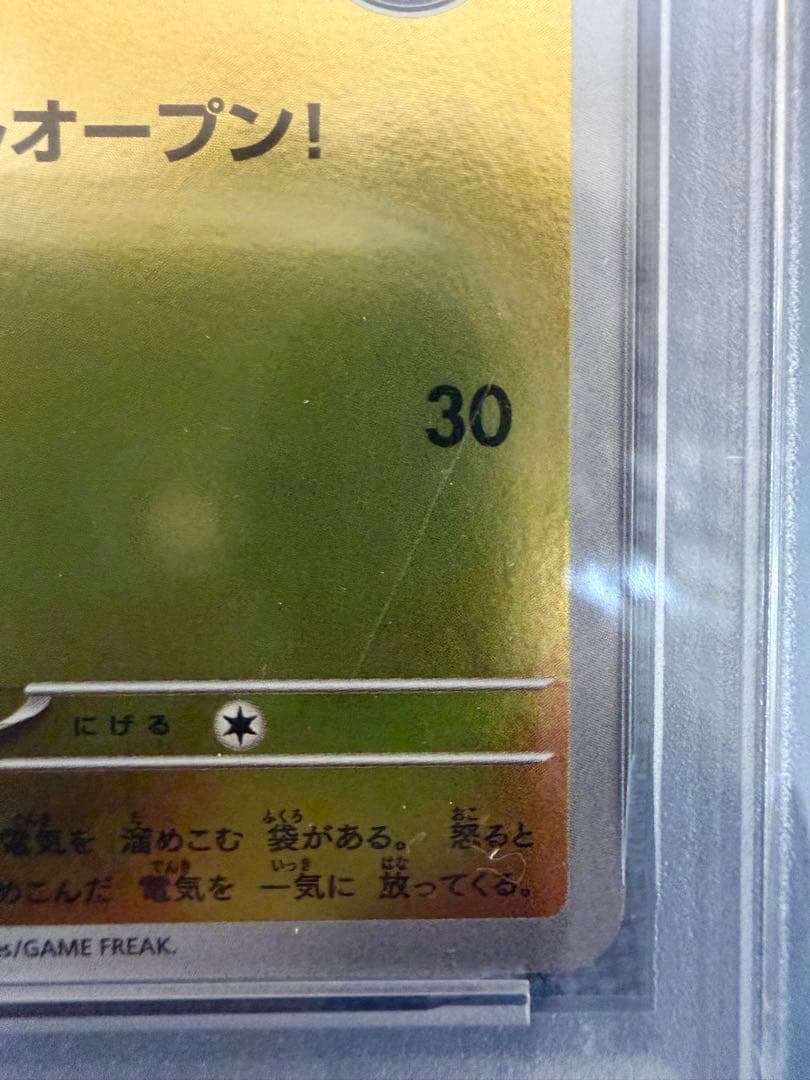 オープン!
30
にげる
電気を 溜めこむ 袋がある。 怒ると
めこんだ 電気を 一気に 放ってくる。
es/GAME FREAK.